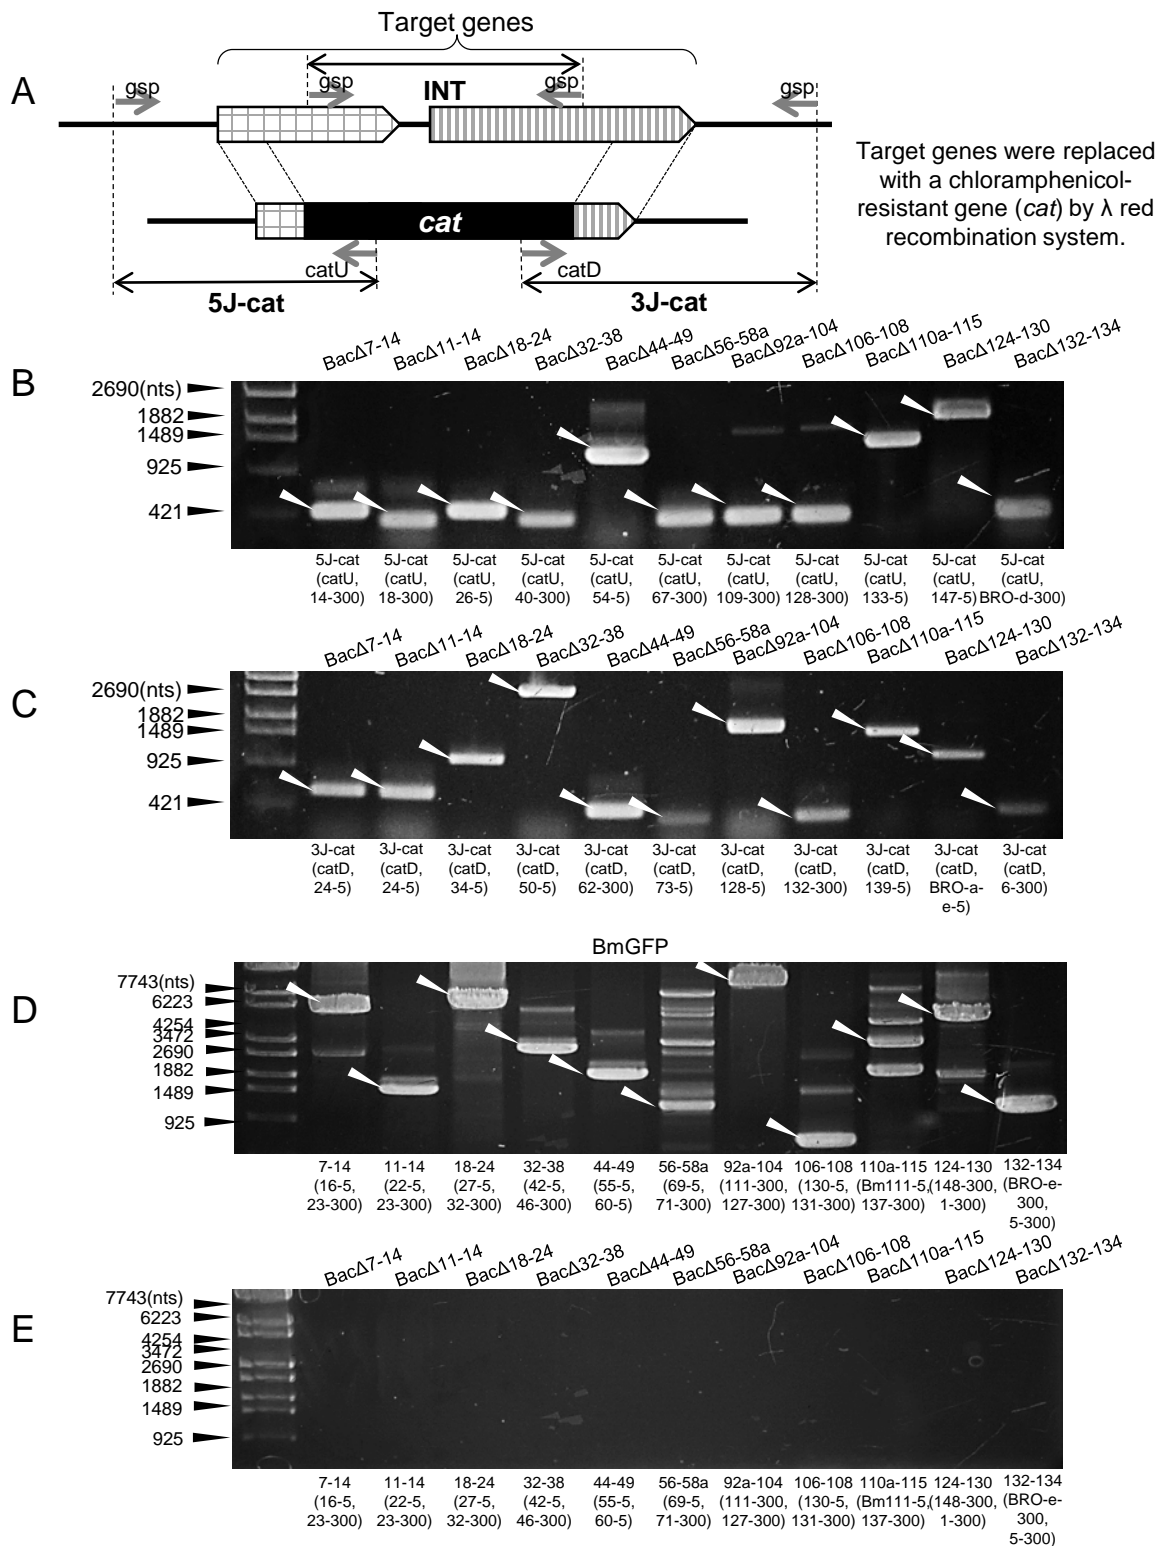 Target genes
A
gsp
gsp
INT
gsp
gsp
Target genes were replaced
with a chloramphenicol-
resistant gene (cat) by λ red
recombination system.
cat
catU
catD
5J-cat
3J-cat
BacΔ7-14
BacΔ11-14
BacΔ18-24
BacΔ32-38
BacΔ44-49
BacΔ56-58a
BacΔ92a-104
BacΔ106-108
BacΔ110a-115
BacΔ124-130
BacΔ132-134
B
2690(nts)
1882
1489
925
421
5J-cat 5J-cat 5J-cat 5J-cat 5J-cat 5J-cat 5J-cat 5J-cat 5J-cat 5J-cat 5J-cat
(catU, (catU, (catU, (catU, (catU, (catU, (catU, (catU, (catU, (catU, (catU,
14-300) 18-300) 26-5) 40-300) 54-5) 67-300) 109-300) 128-300) 133-5) 147-5) BRO-d-300)
BacΔ7-14
BacΔ11-14
BacΔ18-24
BacΔ32-38
BacΔ44-49
BacΔ56-58a
BacΔ92a-104
BacΔ106-108
BacΔ110a-115
BacΔ124-130
BacΔ132-134
C
2690(nts)
1882
1489
925
421
3J-cat 3J-cat 3J-cat 3J-cat 3J-cat 3J-cat 3J-cat 3J-cat 3J-cat 3J-cat 3J-cat
(catD, (catD, (catD, (catD, (catD, (catD, (catD, (catD, (catD, (catD, (catD,
24-5) 24-5) 34-5) 50-5) 62-300) 73-5) 128-5) 132-300) 139-5) BRO-a- 6-300)
e-5)
BmGFP
D
7743(nts)
6223
4254
3472
2690
1882
1489
925
7-14 11-14 18-24 32-38 44-49 56-58a 92a-104 106-108 110a-115 124-130 132-134
(16-5, (22-5, (27-5, (42-5, (55-5, (69-5, (111-300, (130-5, (Bm111-5, (148-300, (BRO-e-
23-300) 23-300) 32-300) 46-300) 60-5) 71-300) 127-300) 131-300) 137-300) 1-300) 300,
5-300)
BacΔ7-14
BacΔ11-14
BacΔ18-24
BacΔ32-38
BacΔ44-49
BacΔ56-58a
BacΔ92a-104
BacΔ106-108
BacΔ110a-115
BacΔ124-130
BacΔ132-134
E
7743(nts)
6223
4254
3472
2690
1882
1489
925
7-14 11-14 18-24 32-38 44-49 56-58a 92a-104 106-108 110a-115 124-130 132-134
(16-5, (22-5, (27-5, (42-5, (55-5, (69-5, (111-300, (130-5, (Bm111-5, (148-300, (BRO-e-
23-300) 23-300) 32-300) 46-300) 60-5) 71-300) 127-300) 131-300) 137-300) 1-300) 300,
5-300)